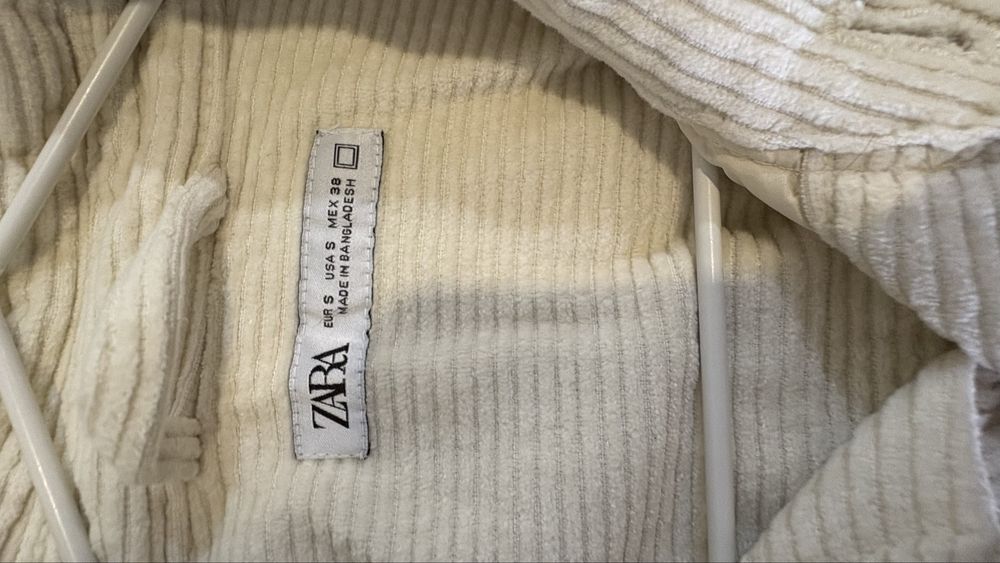 ZARA
EUR S USA S MEX 38
MADE IN BANGLADESH